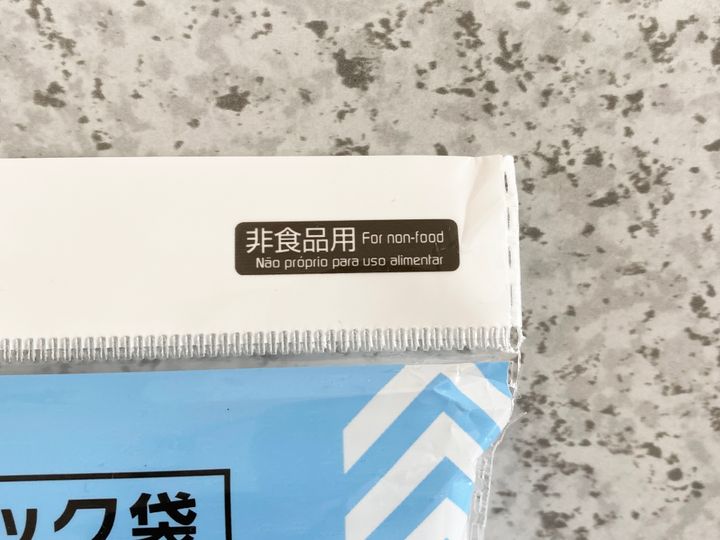 非食品用 For non-food
Não próprio para uso alimentar
ック袋